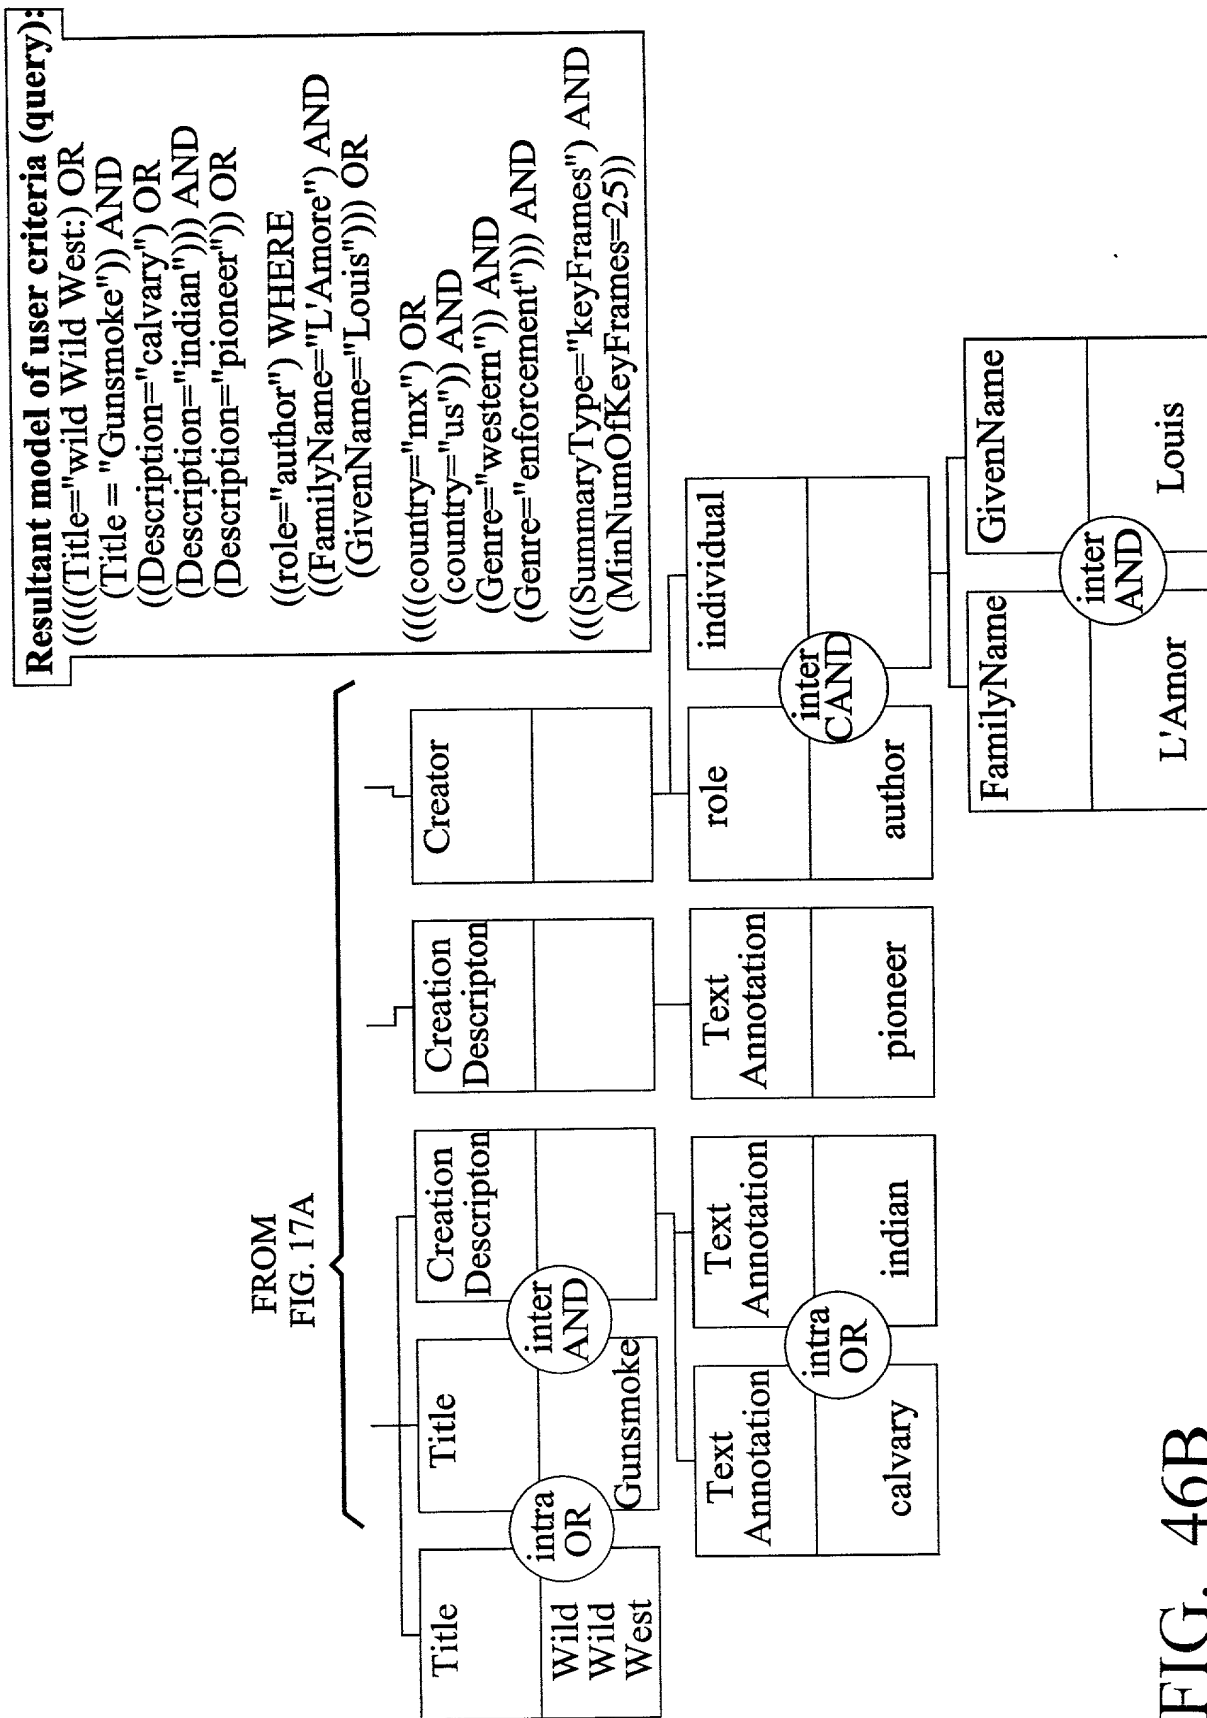 Resultant model of user criteria (query):
((((((Title="wild Wild West:) OR
(Title = "Gunsmoke")) AND
((Description="calvary") OR
(Description="indian"))) AND
(Description="pioneer")) OR
((role="author") WHERE
((FamilyName="L'Amore") AND
(GivenName="Louis"))) OR
(((((country="mx") OR
(country="us")) AND
(Genre="western")) AND
(Genre="enforcement"))) AND
(((SummaryType="keyFrames") AND
(MinNumOfKeyFrames=25))
FROM
FIG. 17A
Title
Wild
Wild
West
intra
OR
Title
Gunsmoke
inter
AND
Creation
Descripton
Creation
Descripton
Creator
Text
Annotation
calvary
intra
OR
Text
Annotation
indian
Text
Annotation
pioneer
role
author
inter
CAND
individual
FamilyName
L'Amor
inter
AND
GivenName
Louis
FIG. 46B